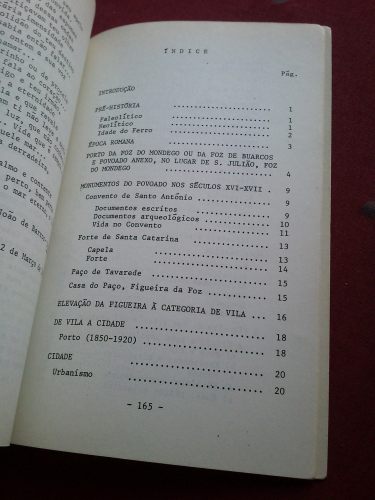 ÍNDICE
Pág.
INTRODUÇÃO
PRÉ-HISTÓRIA ..................... 1
Paleolítico ..................... 1
Neolítico ..................... 1
Idade do Ferro ..................... 2
ÉPOCA ROMANA ..................... 3
PORTO DA FOZ DO MONDEGO OU DA FOZ DE BUARCOS
E POVOADO ANEXO, NO LUGAR DE S. JULIÃO, FOZ
DO MONDEGO ..................... 4
MONUMENTOS DO POVOADO NOS SÉCULOS XVI-XVII . 9
Convento de Santo António ............... 9
Documentos escritos ............... 9
Documentos arqueológicos ............ 10
Vida no Convento ............... 11
Forte de Santa Catarina ............... 13
Capela ..................... 13
Forte ..................... 14
Paço de Tavarede ..................... 15
Casa do Paço, Figueira da Foz ........... 15
ELEVAÇÃO DA FIGUEIRA À CATEGORIA DE VILA ... 16
DE VILA A CIDADE ..................... 18
Porto (1850-1920) ..................... 18
CIDADE ..................... 20
Urbanismo ..................... 20
- 165 -